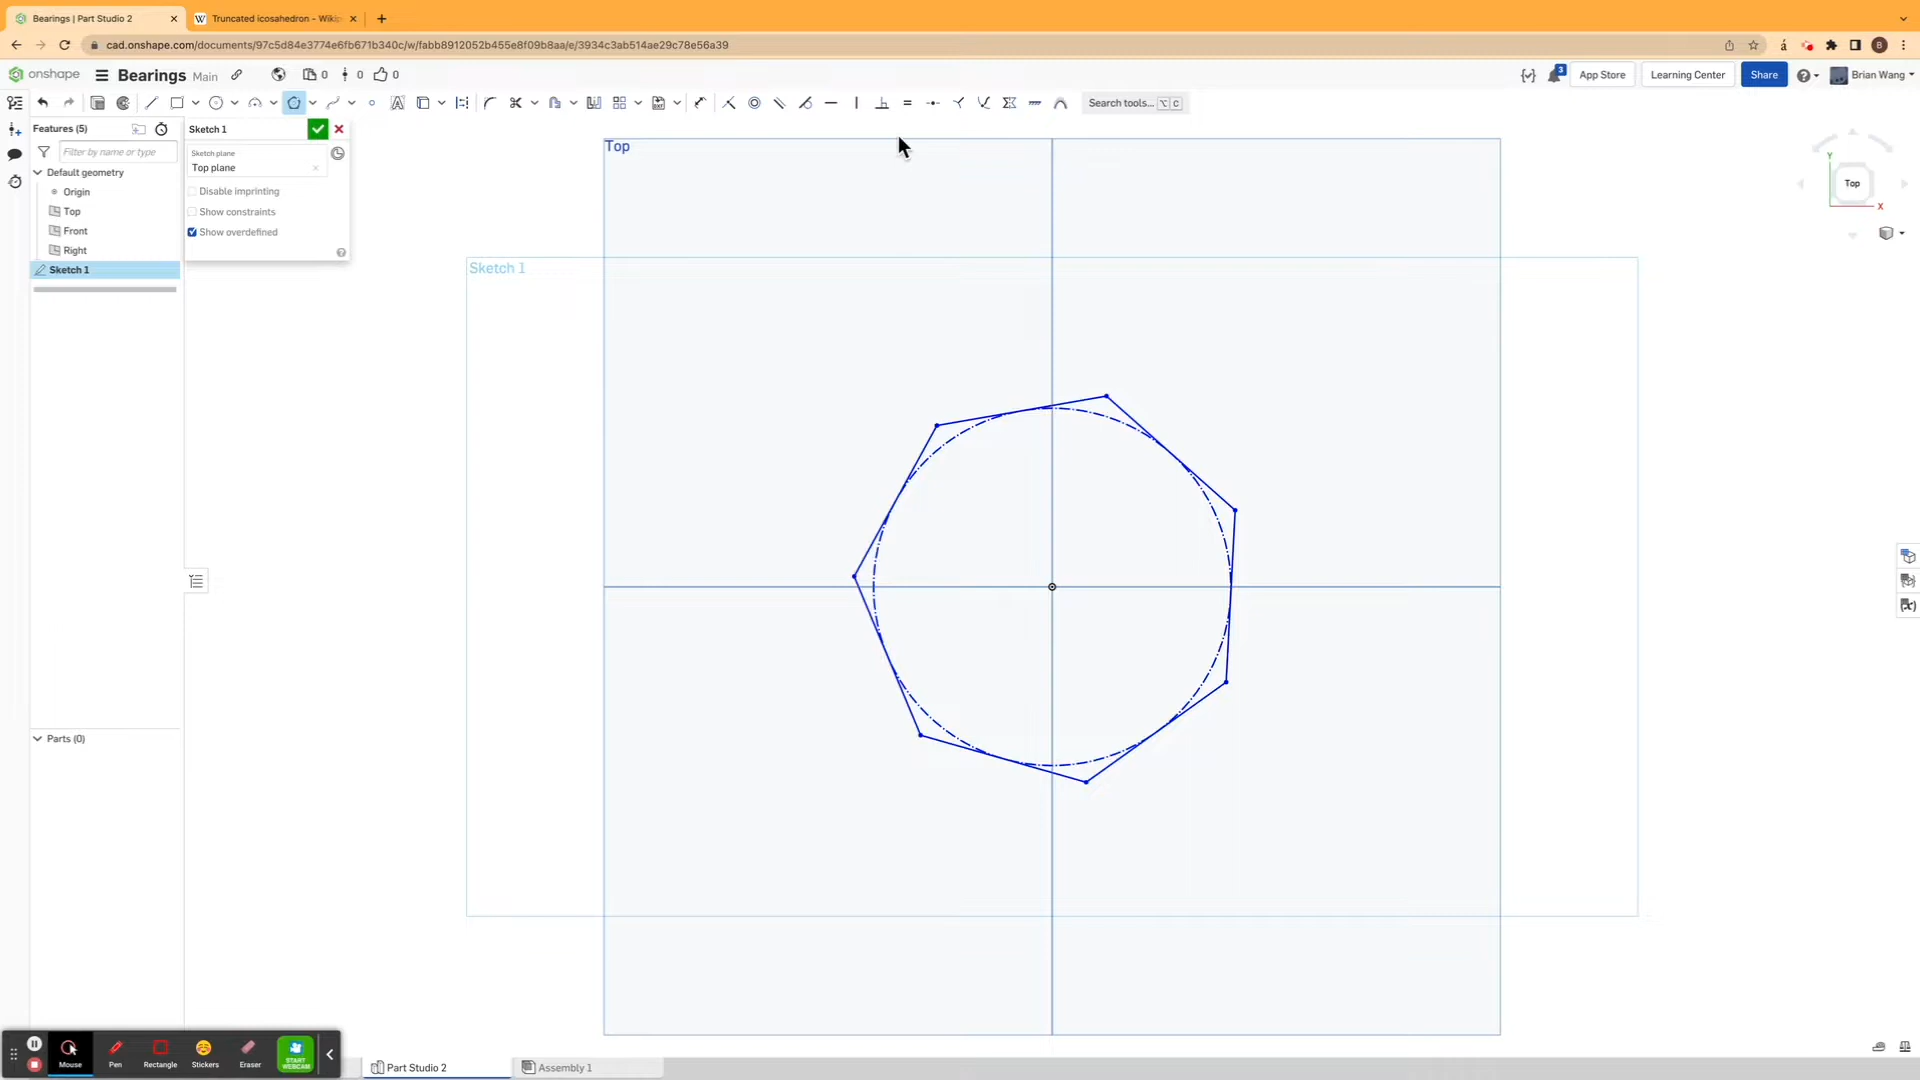 Bearings | Part Studio 2
Truncated icosahedron - Wiki
cad.onshape.com/documents/97c5d84e3774e6fb671b340c/w/fabb8912052b455e8f09b8aa/e/3934c3ab514ae29c78e56a39
onshape
Bearings Main
0
0
0
3
App Store
Learning Center
Share
Brian Wang
Search tools... ⌥ C
Features (5)
Filter by name or type
Default geometry
Origin
Top
Front
Right
Sketch 1
Sketch 1
Sketch plane
Top plane
Disable imprinting
Show constraints
Show overdefined
Top
Sketch 1
Y
Top
X
Parts (0)
Mouse
Pen
Rectangle
Stickers
Eraser
START WEBCAM
Part Studio 2
Assembly 1